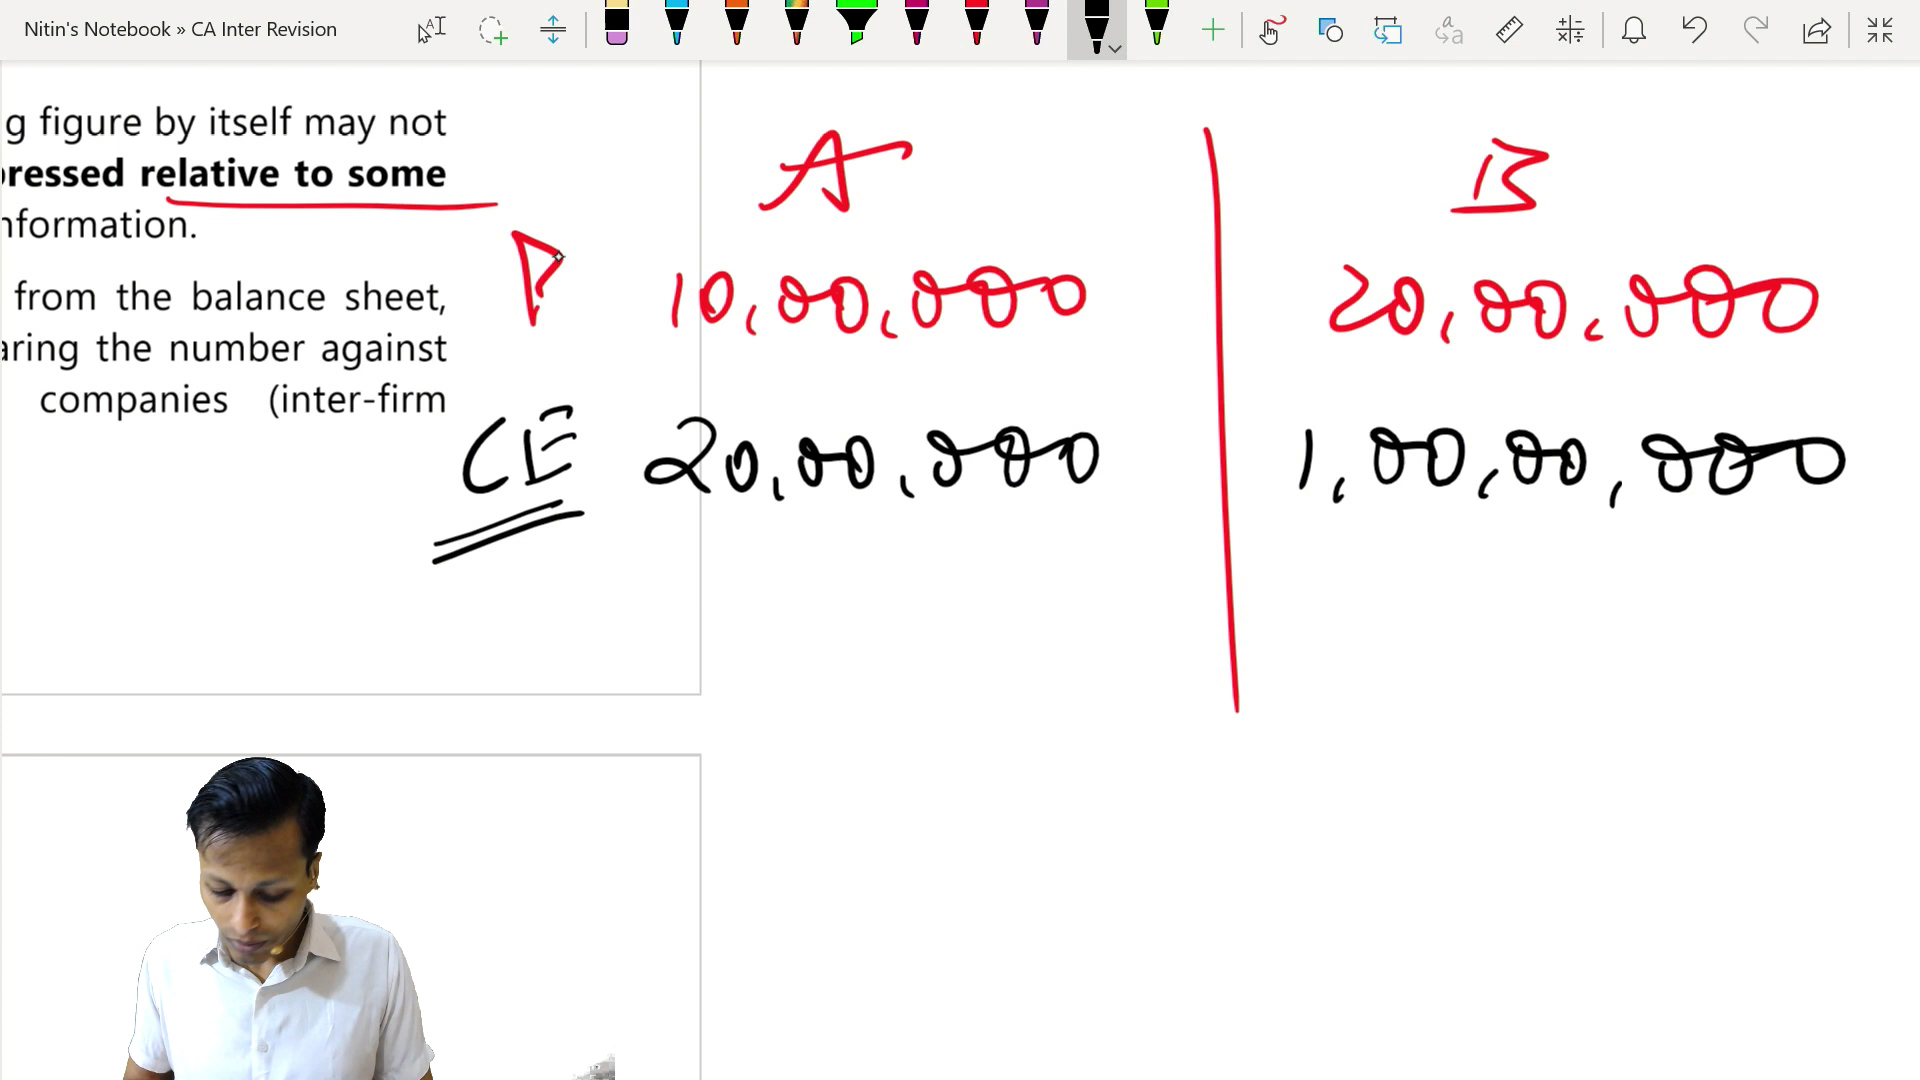 Nitin's Notebook » CA Inter Revision
g figure by itself may not
pressed relative to some
nformation.
from the balance sheet,
aring the number against
companies (inter-firm
A B
P 10,00,000 20,00,000
CE 20,00,000 1,00,00,000